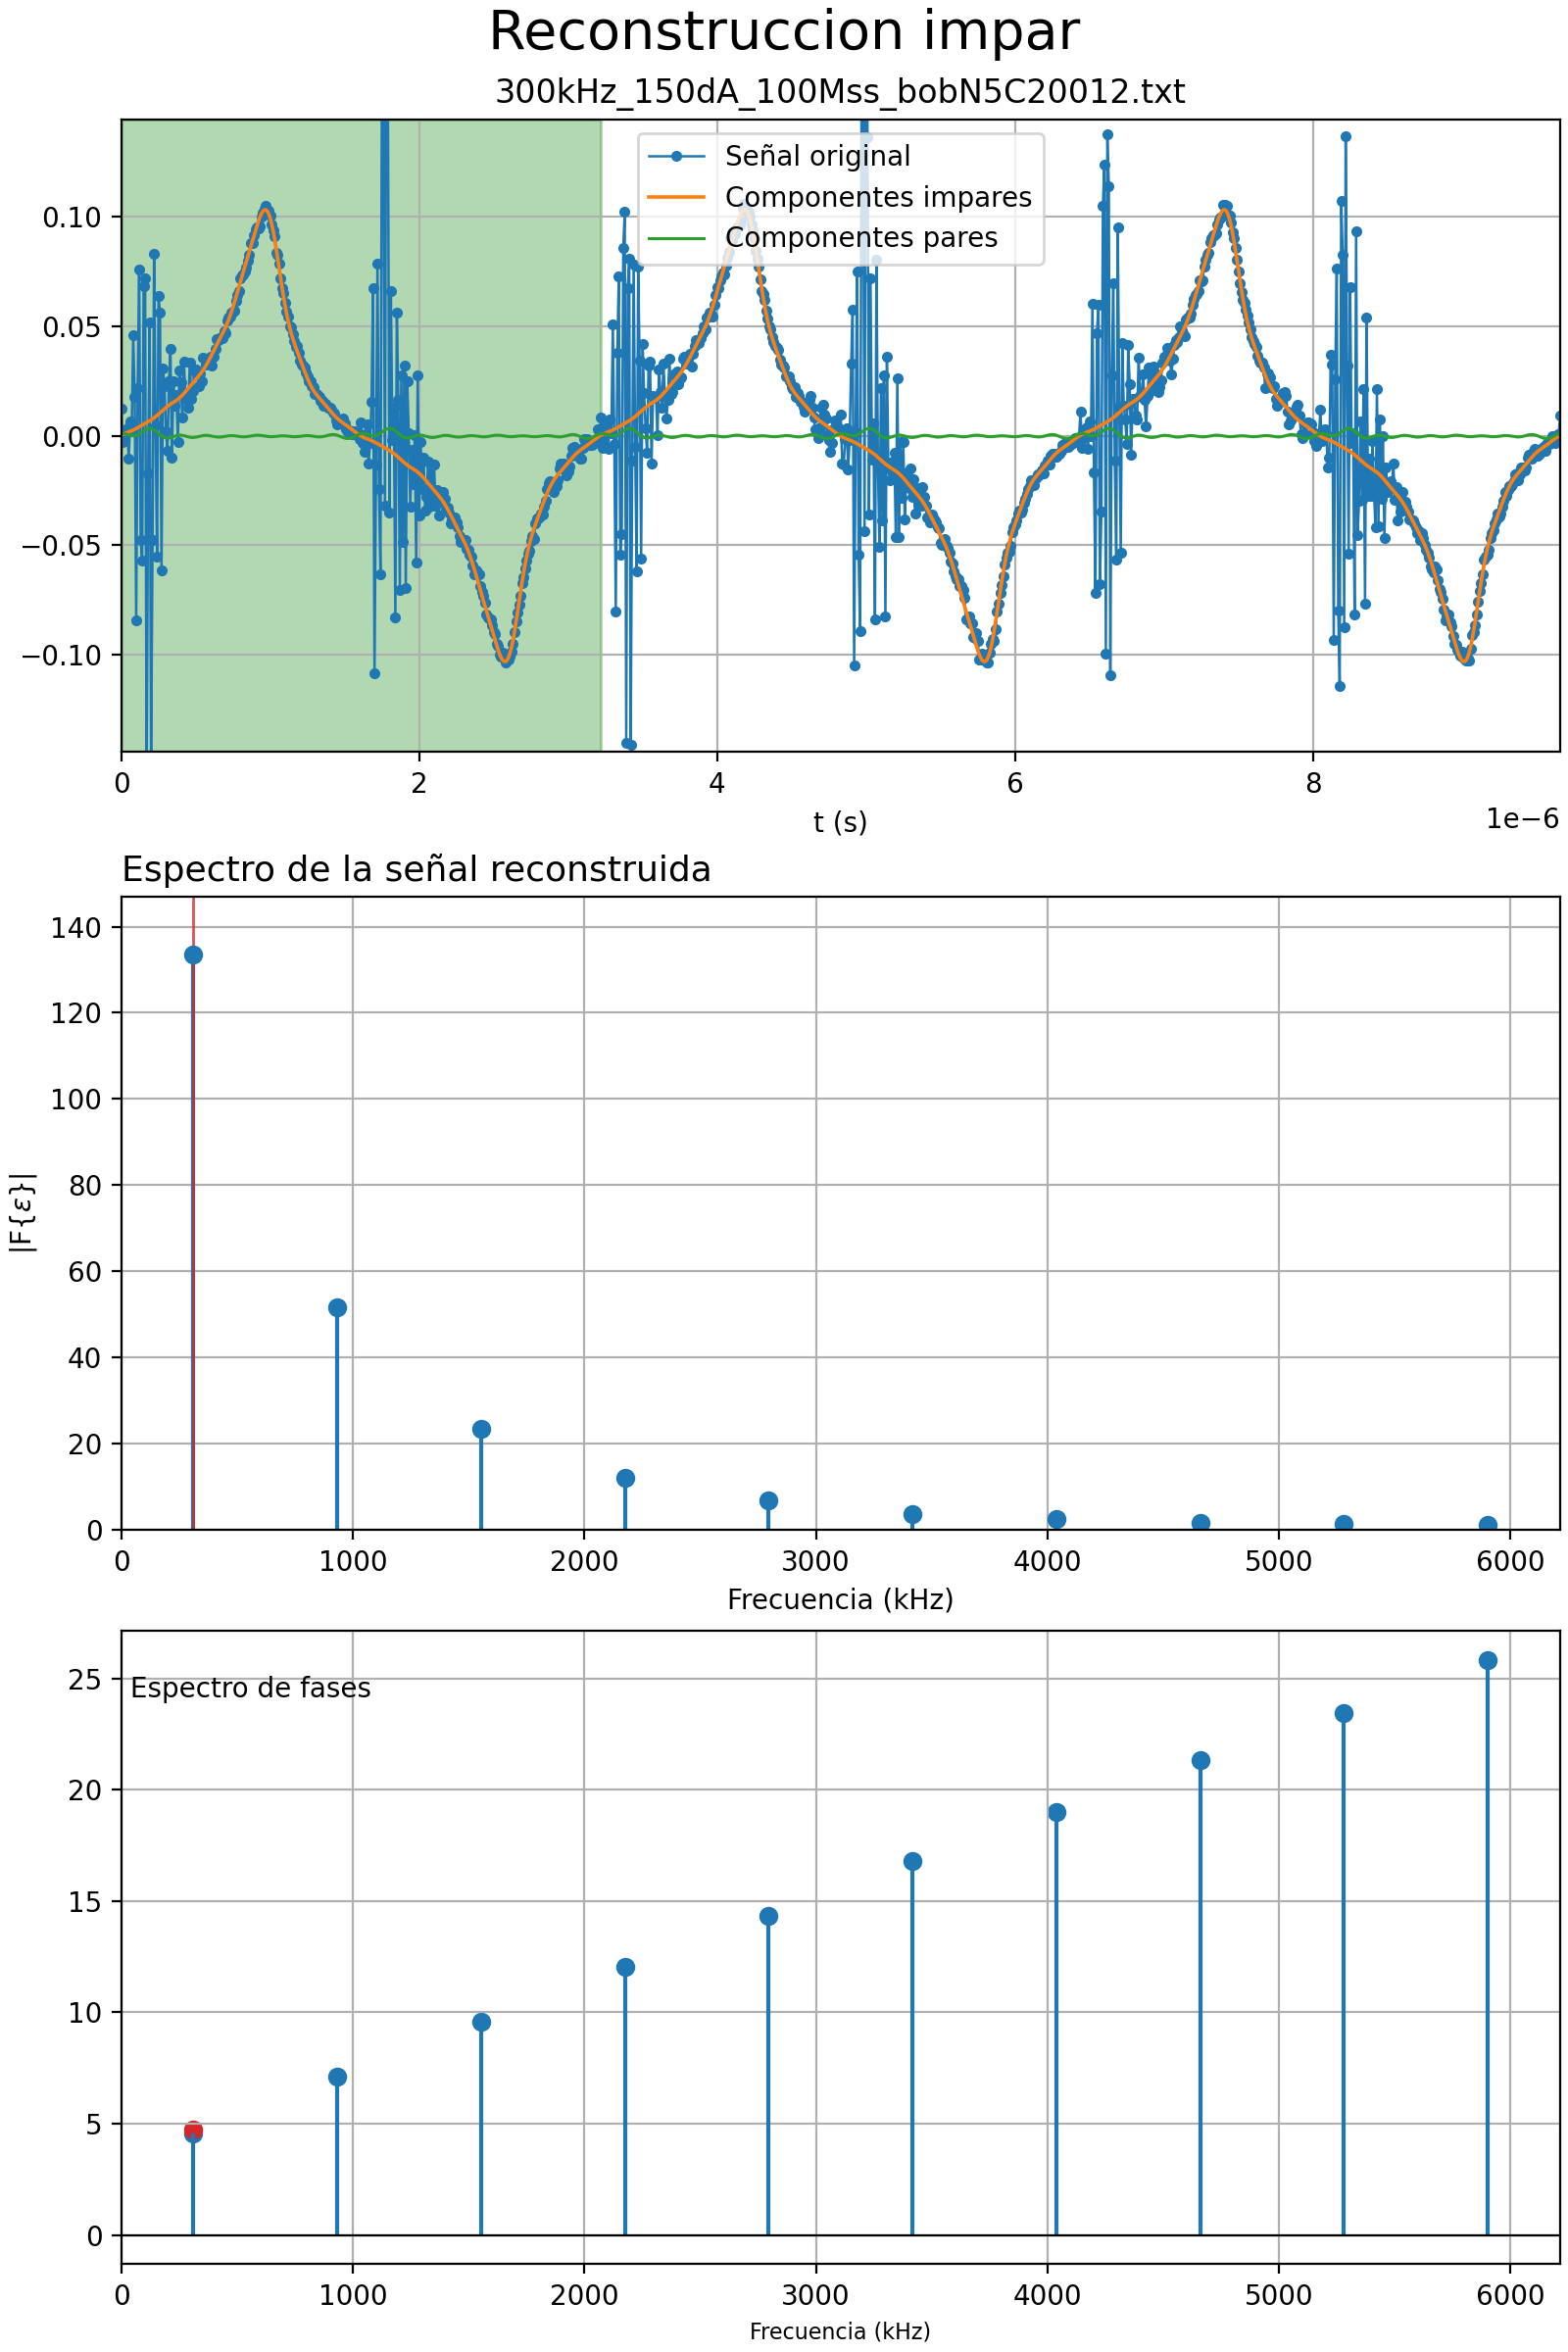 Reconstruccion impar
300kHz_150dA_100Mss_bobN5C20012.txt
Señal original
Componentes impares
Componentes pares
0.10
0.05
0.00
−0.05
−0.10
0 2 4 6 8
1e−6
t (s)
Espectro de la señal reconstruida
140
120
100
80
60
40
20
0
|F{ε}|
0 1000 2000 3000 4000 5000 6000
Frecuencia (kHz)
Espectro de fases
25
20
15
10
5
0
0 1000 2000 3000 4000 5000 6000
Frecuencia (kHz)